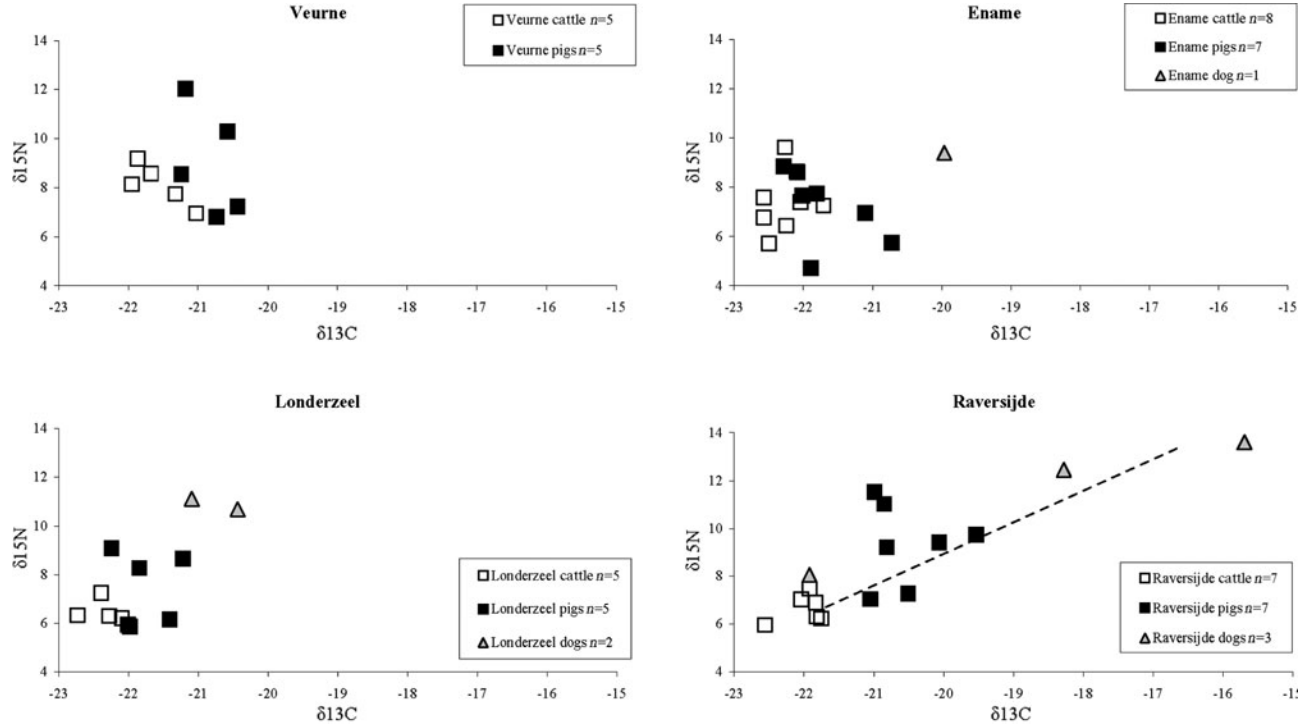 Veurne
Veurne cattle n=5
Veurne pigs n=5
14
12
10
8
6
4
δ15N
-23 -22 -21 -20 -19 -18 -17 -16 -15
δ13C
Ename
Ename cattle n=8
Ename pigs n=7
Ename dog n=1
14
12
10
8
6
4
δ15N
-23 -22 -21 -20 -19 -18 -17 -16 -15
δ13C
Londerzeel
14
12
10
8
6
4
δ15N
Londerzeel cattle n=5
Londerzeel pigs n=5
Londerzeel dogs n=2
-23 -22 -21 -20 -19 -18 -17 -16 -15
δ13C
Raversijde
14
12
10
8
6
4
δ15N
Raversijde cattle n=7
Raversijde pigs n=7
Raversijde dogs n=3
-23 -22 -21 -20 -19 -18 -17 -16 -15
δ13C